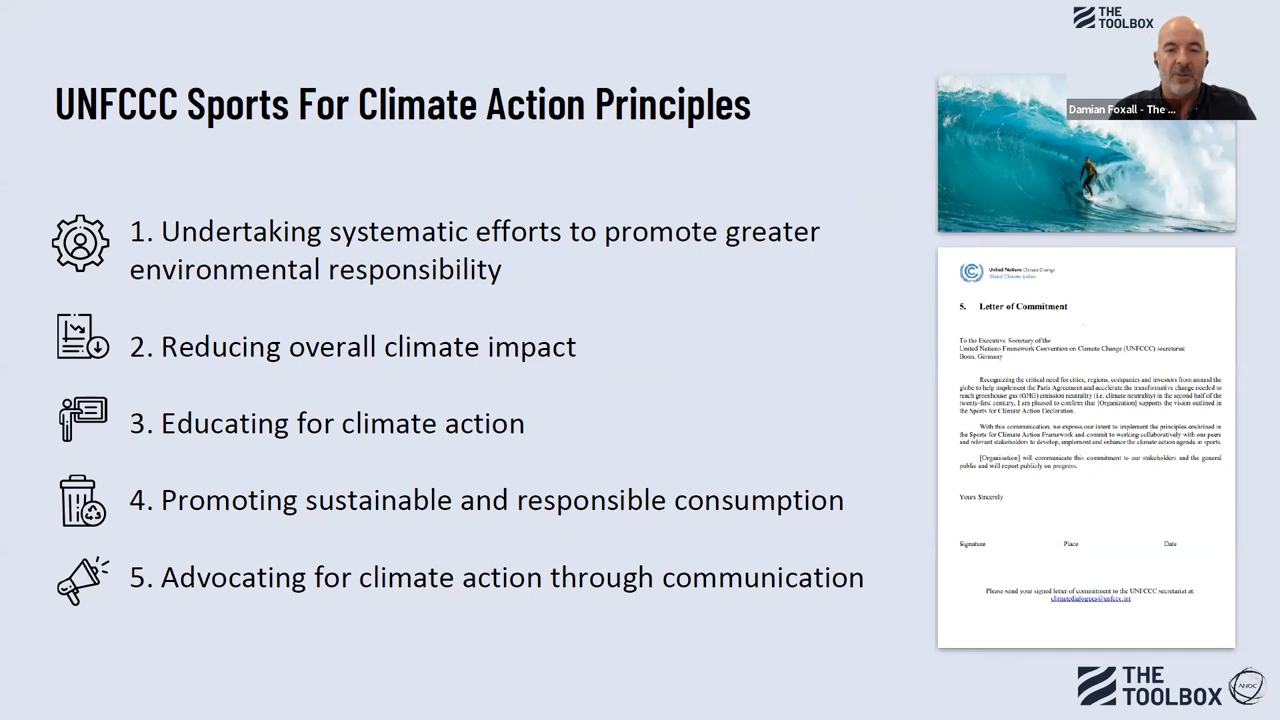 THE
TOOLBOX
UNFCCC Sports For Climate Action Principles
Damian Foxall - The ...
1. Undertaking systematic efforts to promote greater
environmental responsibility
2. Reducing overall climate impact
3. Educating for climate action
4. Promoting sustainable and responsible consumption
5. Advocating for climate action through communication
United Nations Climate Change
Global Climate Action
5. Letter of Commitment
To the Executive Secretary of the
United Nations Framework Convention on Climate Change (UNFCCC) secretariat
Bonn, Germany
Recognizing the critical need for cities, regions, companies and investors from around the
globe to help implement the Paris Agreement and accelerate the transformative change needed to
reach greenhouse gas (GHG) emission neutrality (i.e. climate neutrality) in the second half of the
twenty-first century, I am pleased to confirm that [Organization] supports the vision outlined in
the Sports for Climate Action Declaration.
With this communication, we express our intent to implement the principles enshrined in
the Sports for Climate Action Framework and commit to working collaboratively with our peers
and relevant stakeholders to develop, implement and enhance the climate action agenda in sports.
[Organisation] will communicate this commitment to our stakeholders and the general
public and will report publicly on progress.
Yours Sincerely
Signature Place Date
Please send your signed letter of commitment to the UNFCCC secretariat at:
climatedialogues@unfccc.int
THE
TOOLBOX
ANOC